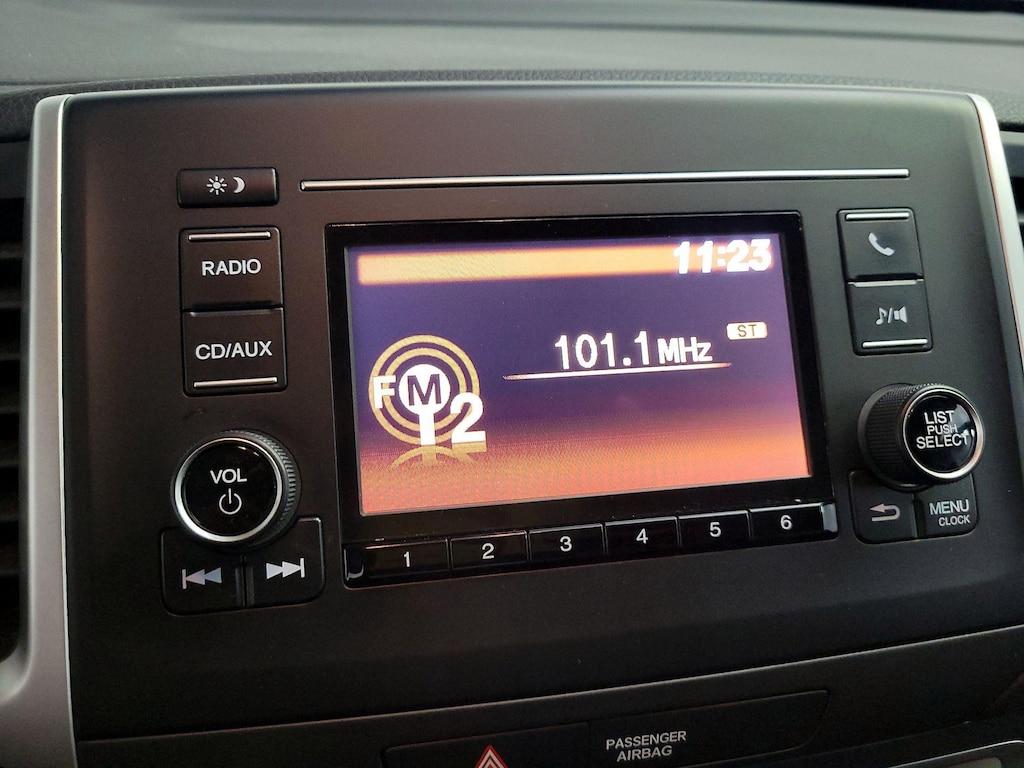 11:23
RADIO
101.1 MHz
ST
CD/AUX
FM
2
LIST
PUSH
SELECT
VOL
MENU
CLOCK
1 2 3 4 5 6
PASSENGER
AIRBAG